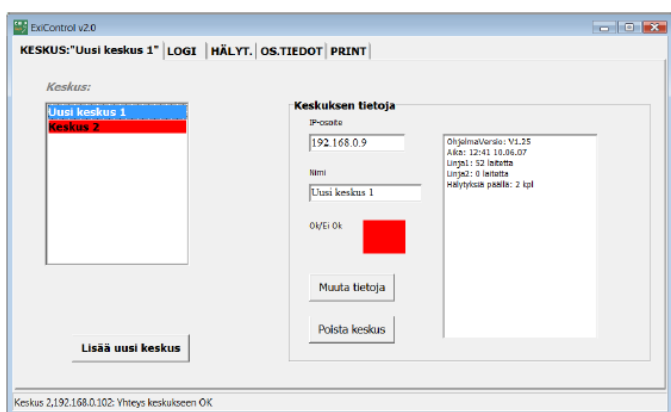 ExiControl v2.0
KESKUS:"Uusi keskus 1" LOGI HÄLYT. OS.TIEDOT PRINT
Keskus:
Uusi keskus 1
Keskus 2
Keskuksen tietoja
IP-osoite
192.168.0.9
OhjelmaVersio: V1.25
Aika: 12:41 10.06.07
Linja1: 52 laitetta
Linja2: 0 laitetta
Hälytyksiä päällä: 2 kpl
Nimi
Uusi keskus 1
Ok/Ei Ok
Muuta tietoja
Poista keskus
Lisää uusi keskus
Keskus 2,192.168.0.102: Yhteys keskukseen OK